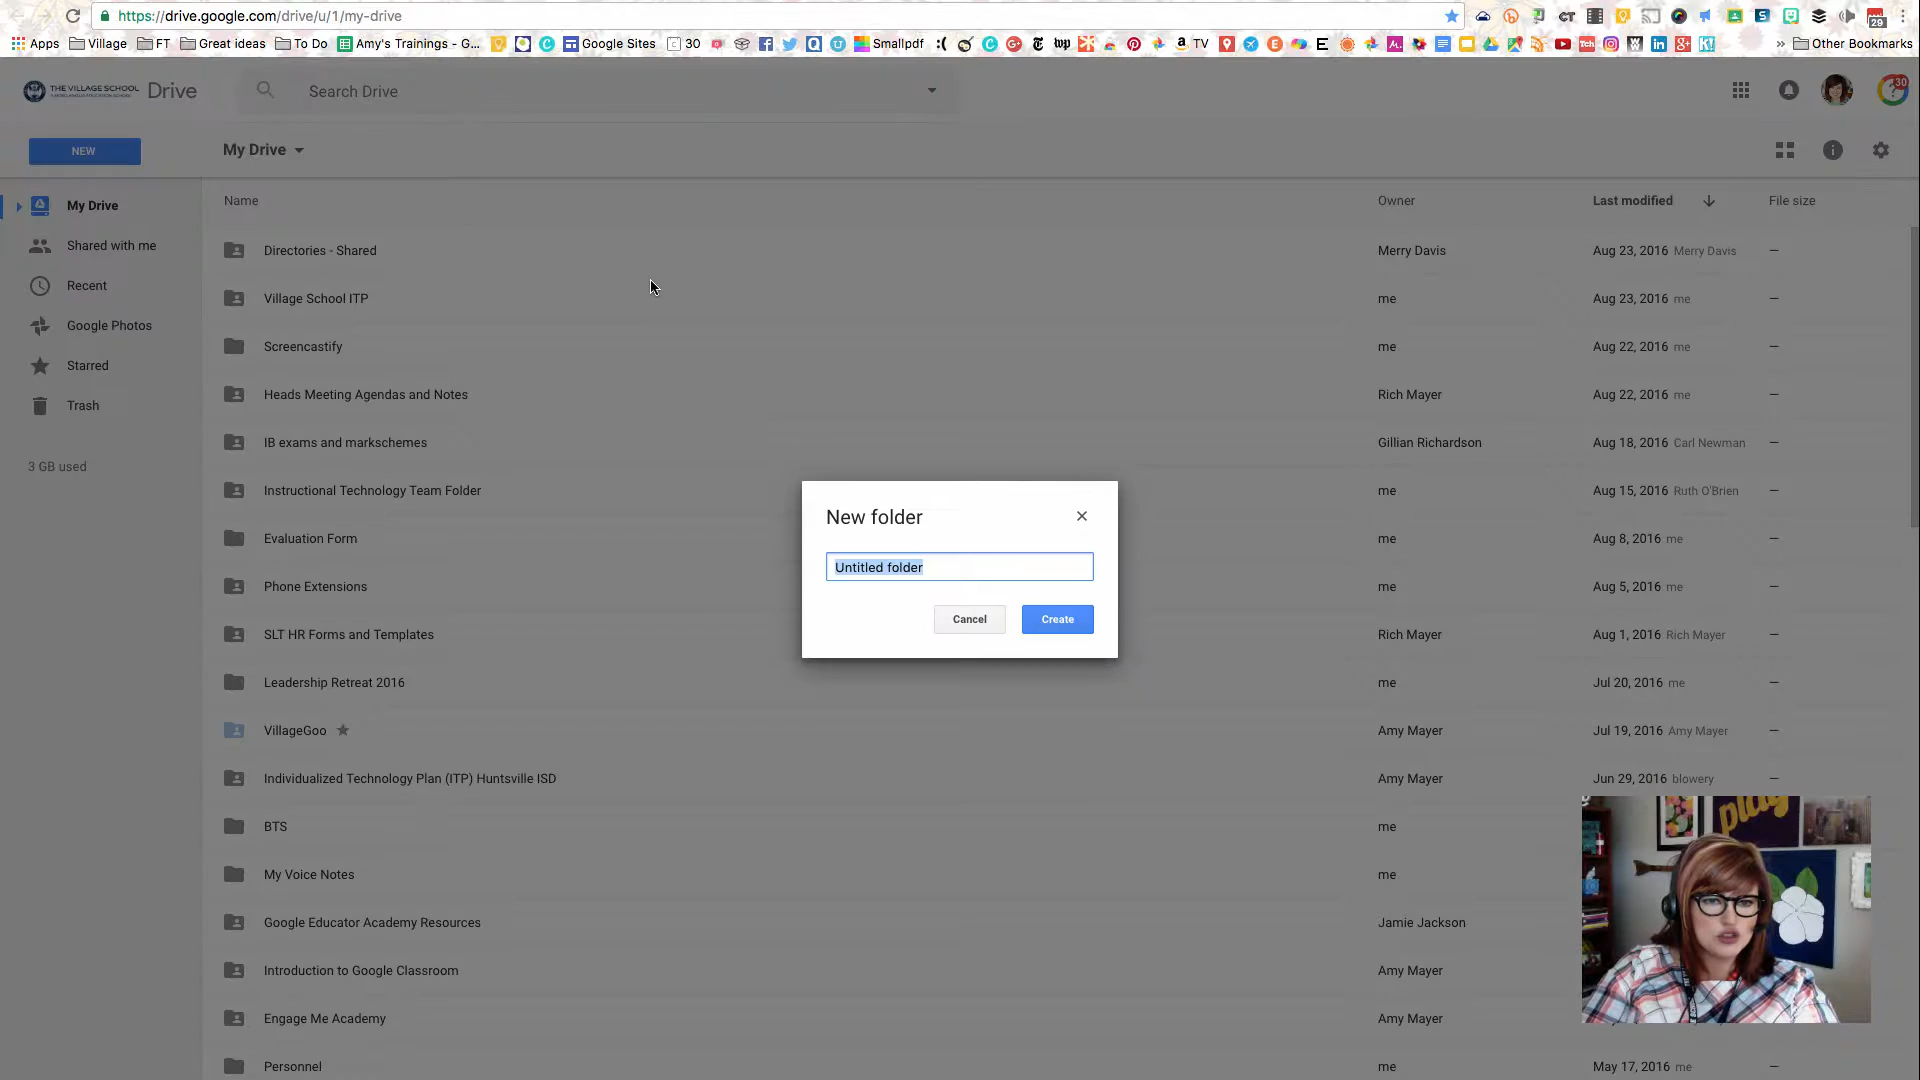 https://drive.google.com/drive/u/1/my-drive
Apps Village FT Great ideas To Do Amy's Trainings - G... Google Sites 30 Smallpdf TV Other Bookmarks
THE VILLAGE SCHOOL Drive Search Drive
NEW My Drive
Name Owner Last modified File size
My Drive
Shared with me
Recent
Google Photos
Starred
Trash
3 GB used
Directories - Shared Merry Davis Aug 23, 2016 Merry Davis —
Village School ITP me Aug 23, 2016 me —
Screencastify me Aug 22, 2016 me —
Heads Meeting Agendas and Notes Rich Mayer Aug 22, 2016 me —
IB exams and markschemes Gillian Richardson Aug 18, 2016 Carl Newman —
Instructional Technology Team Folder me Aug 15, 2016 Ruth O'Brien —
Evaluation Form me Aug 8, 2016 me —
Phone Extensions me Aug 5, 2016 me —
SLT HR Forms and Templates Rich Mayer Aug 1, 2016 Rich Mayer —
Leadership Retreat 2016 me Jul 20, 2016 me —
VillageGoo Amy Mayer Jul 19, 2016 Amy Mayer —
Individualized Technology Plan (ITP) Huntsville ISD Amy Mayer Jun 29, 2016 blowery —
BTS me
My Voice Notes me
Google Educator Academy Resources Jamie Jackson
Introduction to Google Classroom Amy Mayer
Engage Me Academy Amy Mayer
Personnel me May 17, 2016 me —
New folder
Untitled folder
Cancel Create
play
30
29